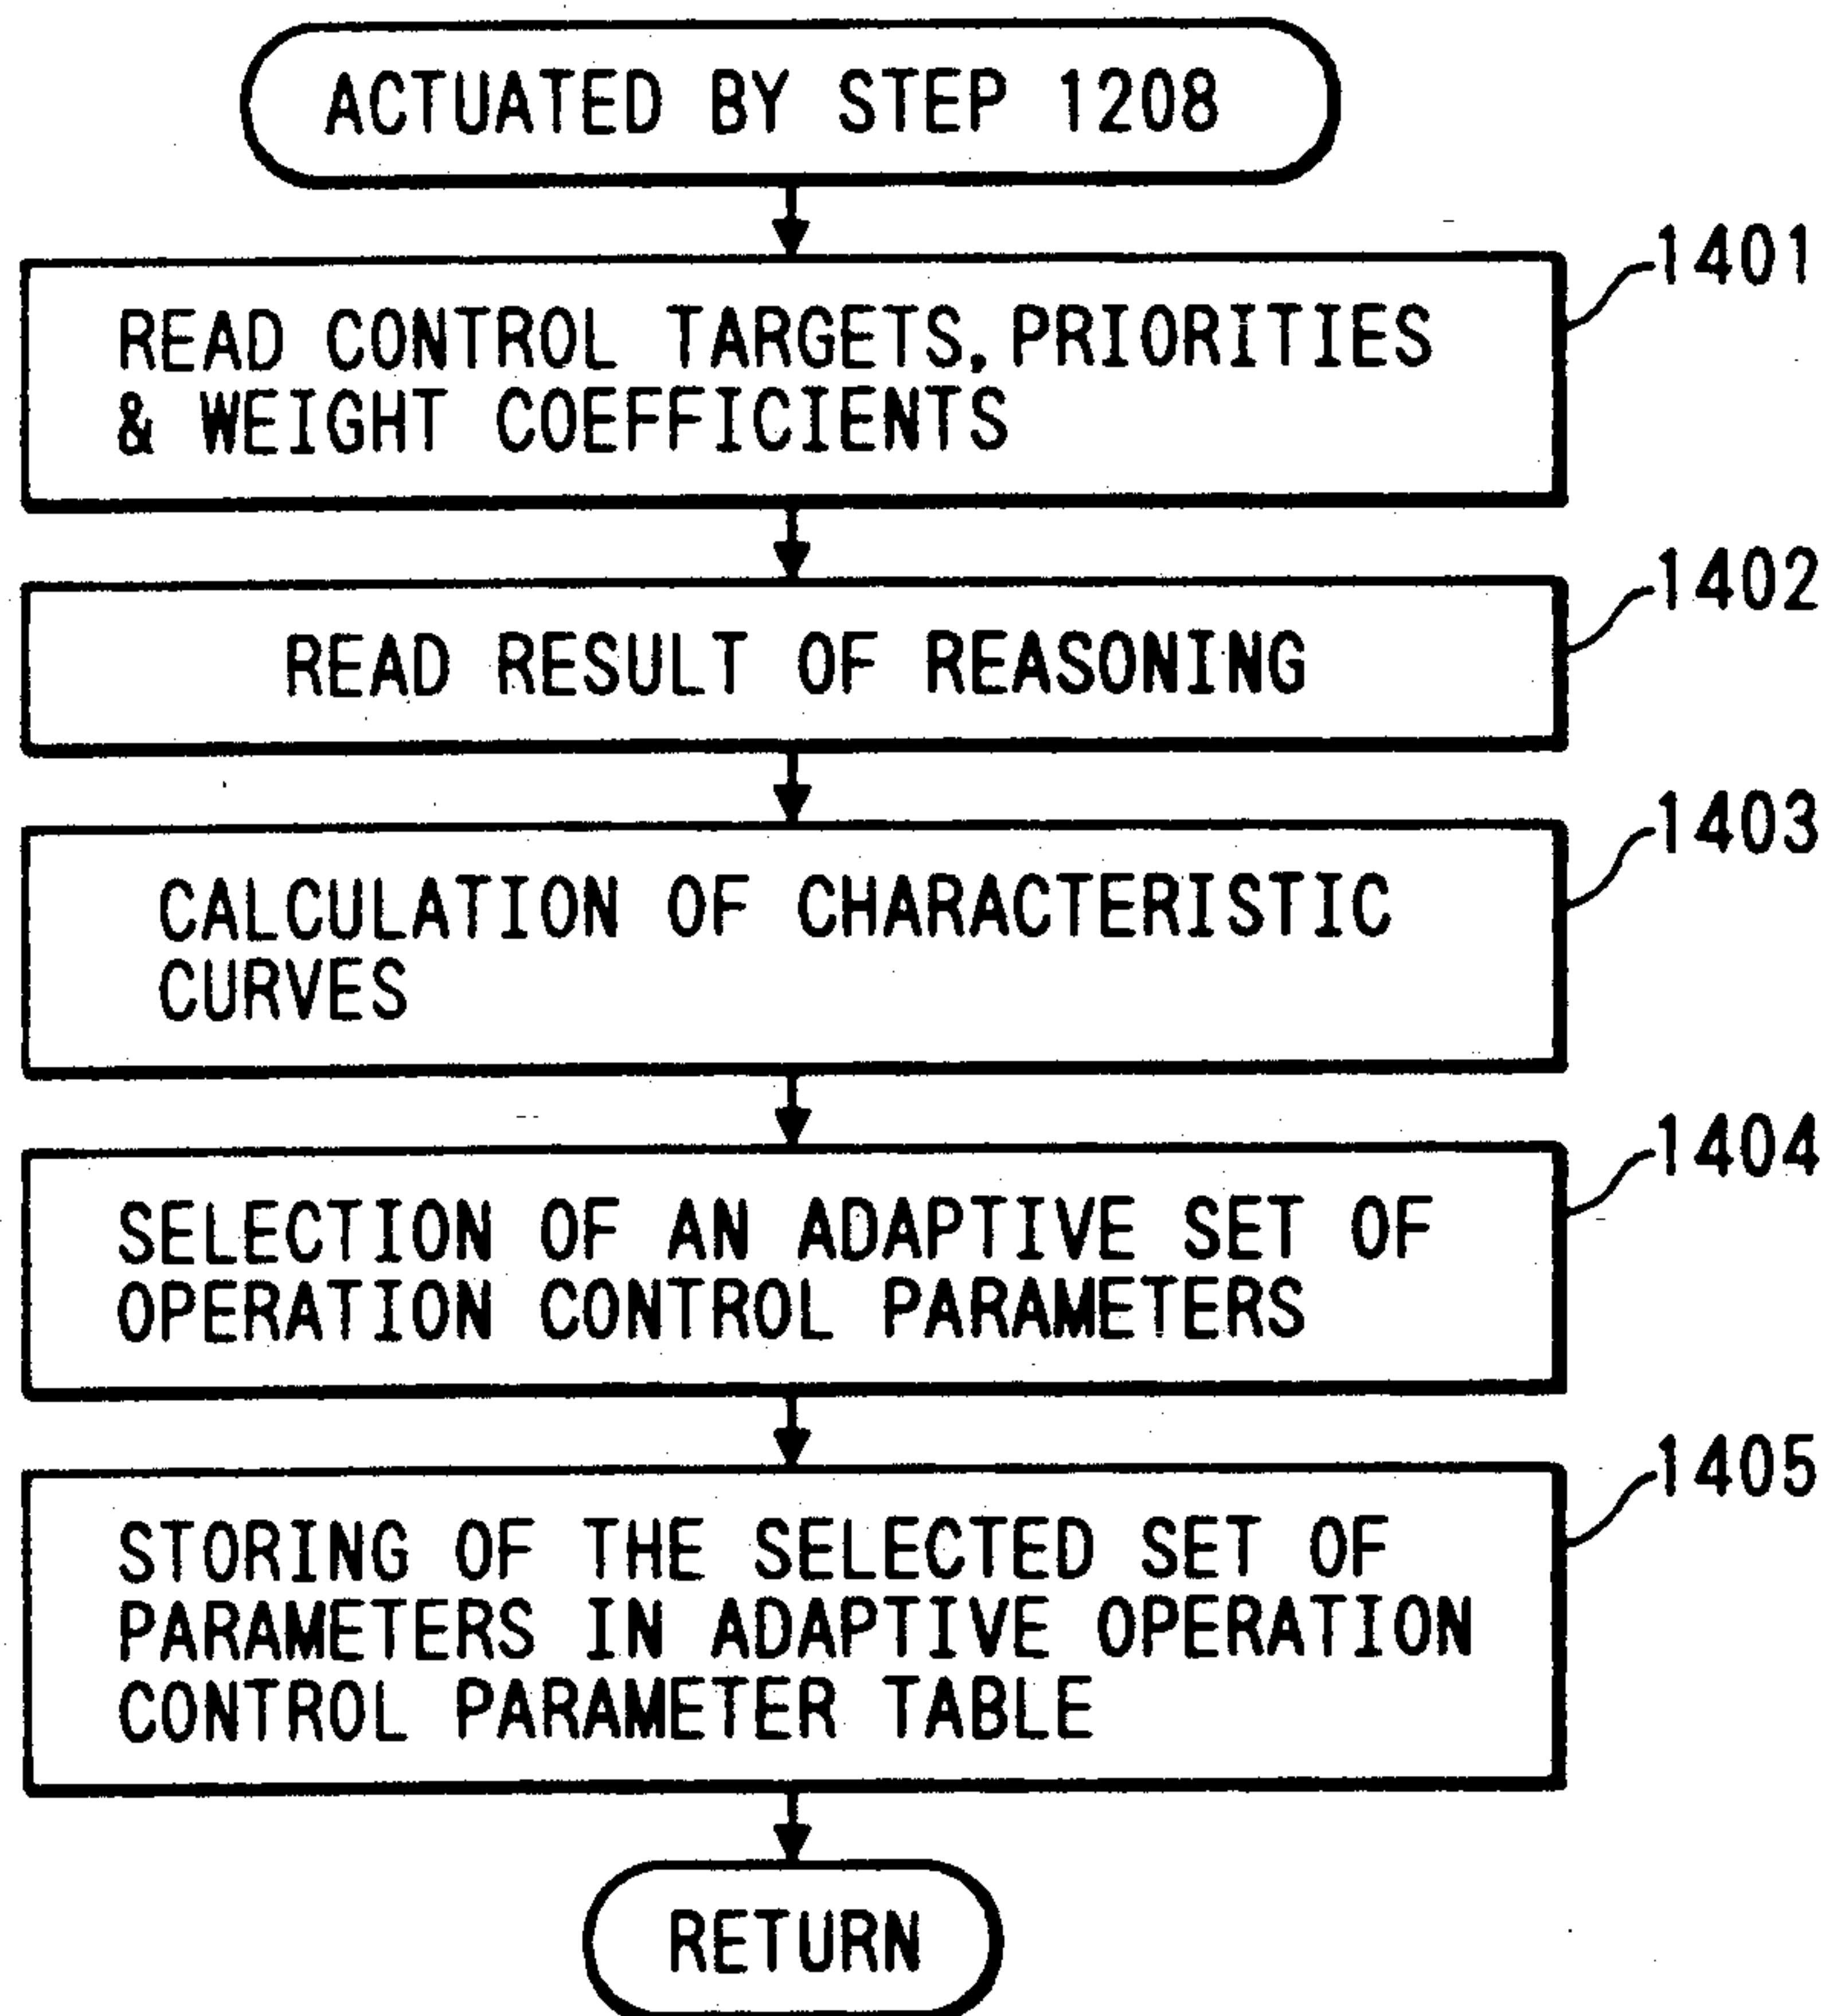 ACTUATED BY STEP 1208
1401
READ CONTROL TARGETS, PRIORITIES
& WEIGHT COEFFICIENTS
1402
READ RESULT OF REASONING
1403
CALCULATION OF CHARACTERISTIC
CURVES
1404
SELECTION OF AN ADAPTIVE SET OF
OPERATION CONTROL PARAMETERS
1405
STORING OF THE SELECTED SET OF
PARAMETERS IN ADAPTIVE OPERATION
CONTROL PARAMETER TABLE
RETURN